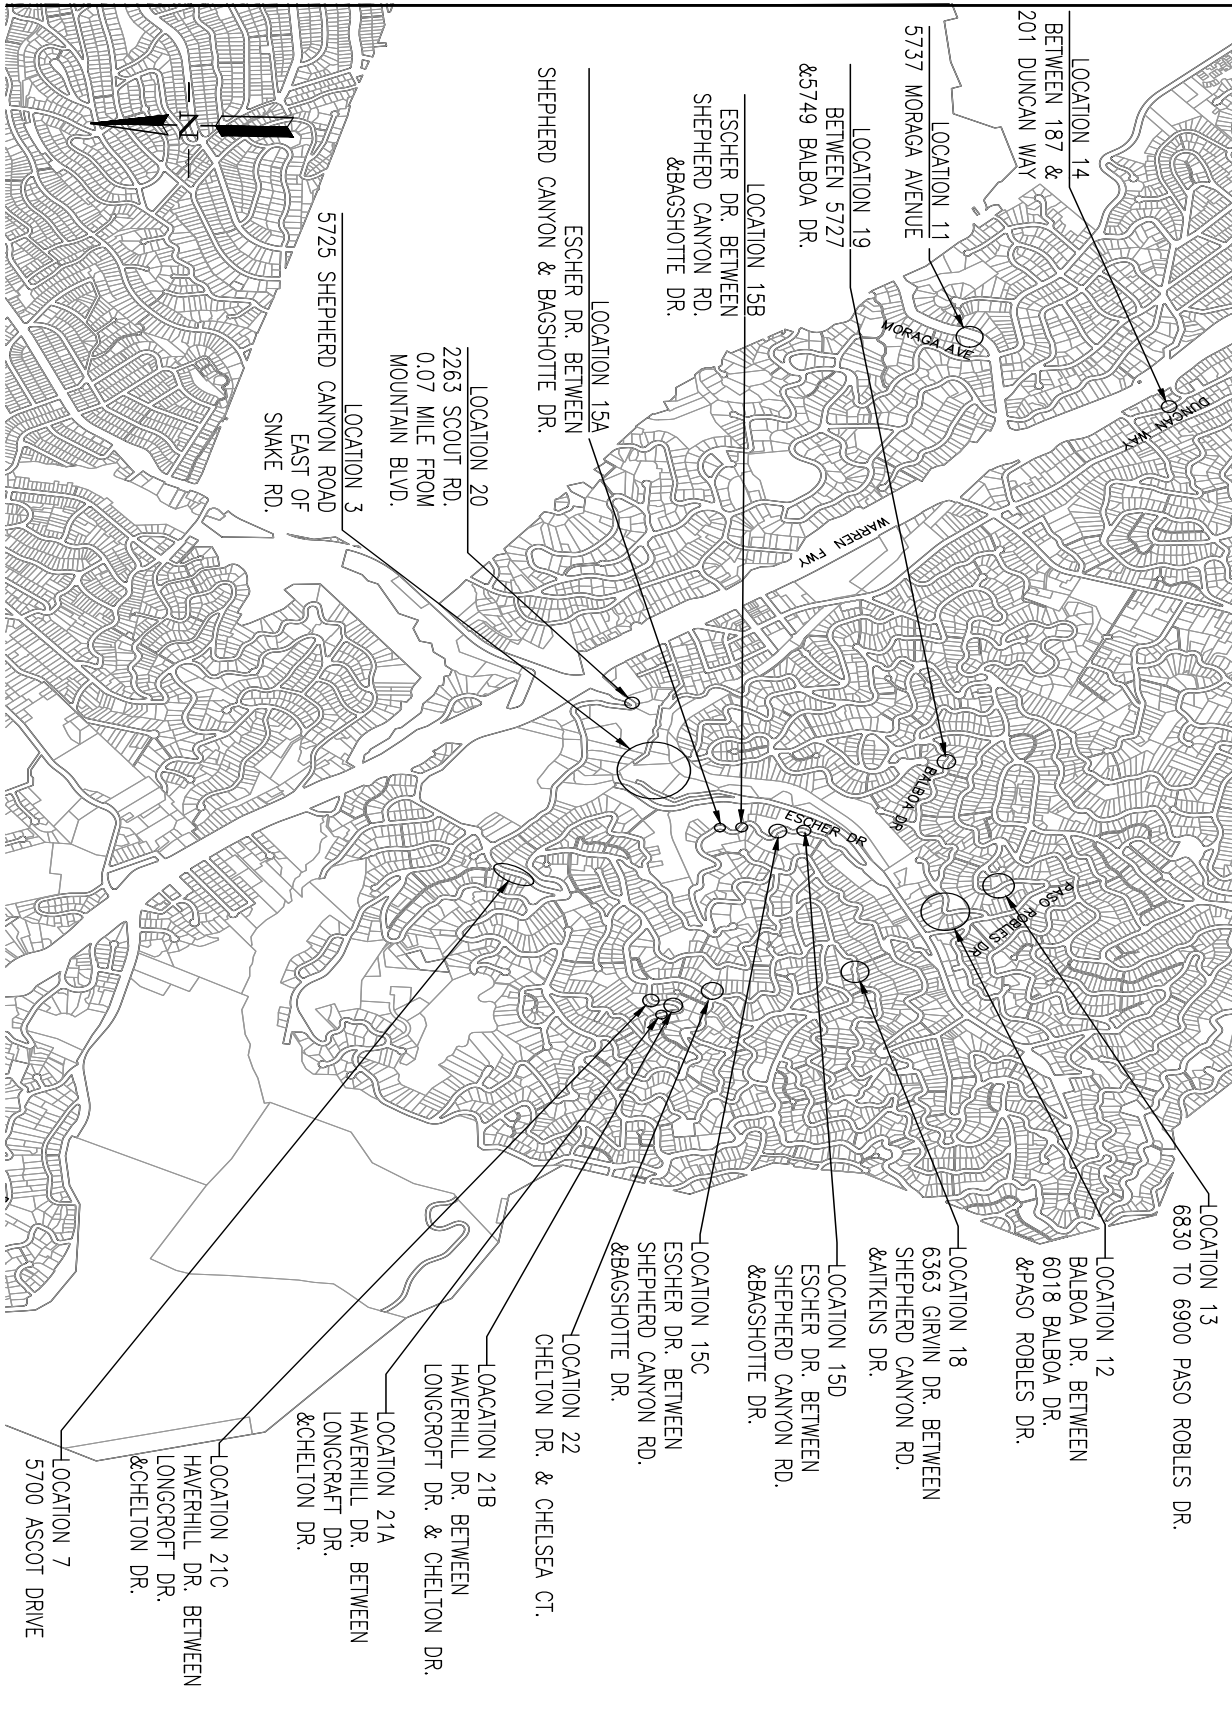 LOCATION 14
BETWEEN 187 &
201 DUNCAN WAY
LOCATION 11
5737 MORAGA AVENUE
LOCATION 19
BETWEEN 5727
&5749 BALBOA DR.
LOCATION 15B
ESCHER DR. BETWEEN
SHEPHERD CANYON RD.
&BAGSHOTTE DR.
LOCATION 15A
ESCHER DR. BETWEEN
SHEPHERD CANYON & BAGSHOTTE DR.
LOCATION 20
2263 SCOUT RD.
0.07 MILE FROM
MOUNTAIN BLVD.
LOCATION 3
5725 SHEPHERD CANYON ROAD
EAST OF
SNAKE RD.
N
DUNCAN WAY
MORAGA AVE
WARREN FWY
BALBOA DR
ESCHER DR
PASO ROBLES DR
LOCATION 13
6830 TO 6900 PASO ROBLES DR.
LOCATION 12
BALBOA DR. BETWEEN
6018 BALBOA DR.
&PASO ROBLES DR.
LOCATION 18
6363 GIRVIN DR. BETWEEN
SHEPHERD CANYON RD.
&AITKENS DR.
LOCATION 15D
ESCHER DR. BETWEEN
SHEPHERD CANYON RD.
&BAGSHOTTE DR.
LOCATION 15C
ESCHER DR. BETWEEN
SHEPHERD CANYON RD.
&BAGSHOTTE DR.
LOCATION 22
CHELTON DR. & CHELSEA CT.
LOACATION 21B
HAVERHILL DR. BETWEEN
LONGCROFT DR. & CHELTON DR.
LOCATION 21A
HAVERHILL DR. BETWEEN
LONGCRAFT DR.
&CHELTON DR.
LOCATION 21C
HAVERHILL DR. BETWEEN
LONGCROFT DR.
&CHELTON DR.
LOCATION 7
5700 ASCOT DRIVE